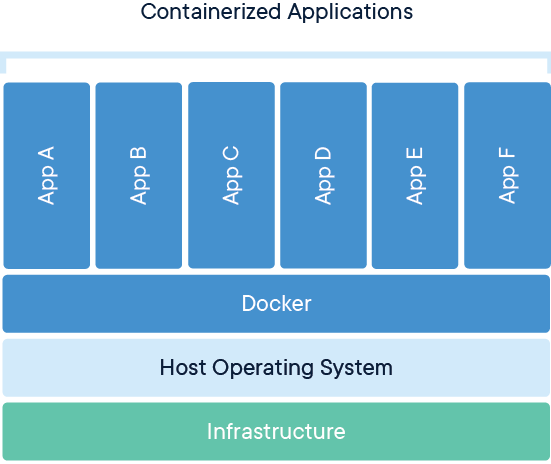 Containerized Applications
App A
App B
App C
App D
App E
App F
Docker
Host Operating System
Infrastructure